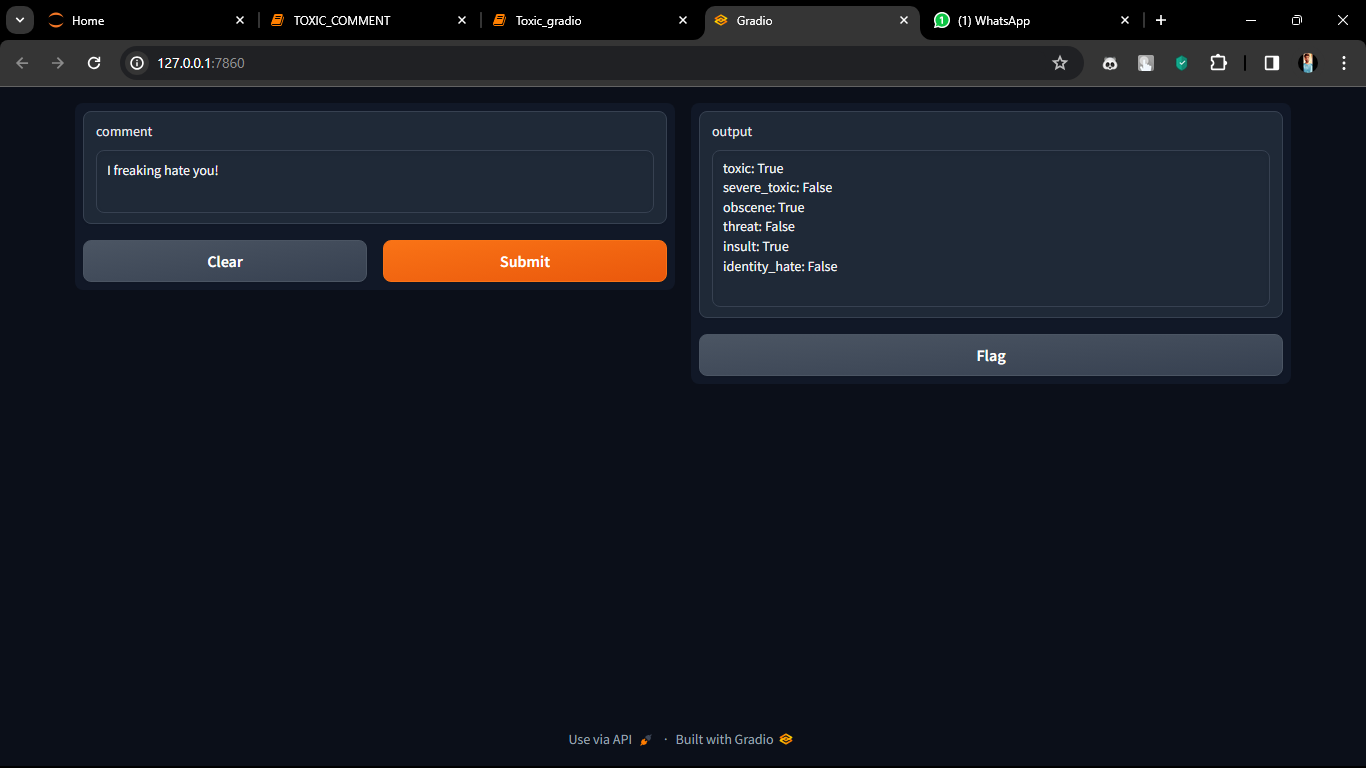 Home
TOXIC_COMMENT
Toxic_gradio
Gradio
1
(1) WhatsApp
127.0.0.1:7860
comment
I freaking hate you!
Clear
Submit
output
toxic: True
severe_toxic: False
obscene: True
threat: False
insult: True
identity_hate: False
Flag
Use via API · Built with Gradio